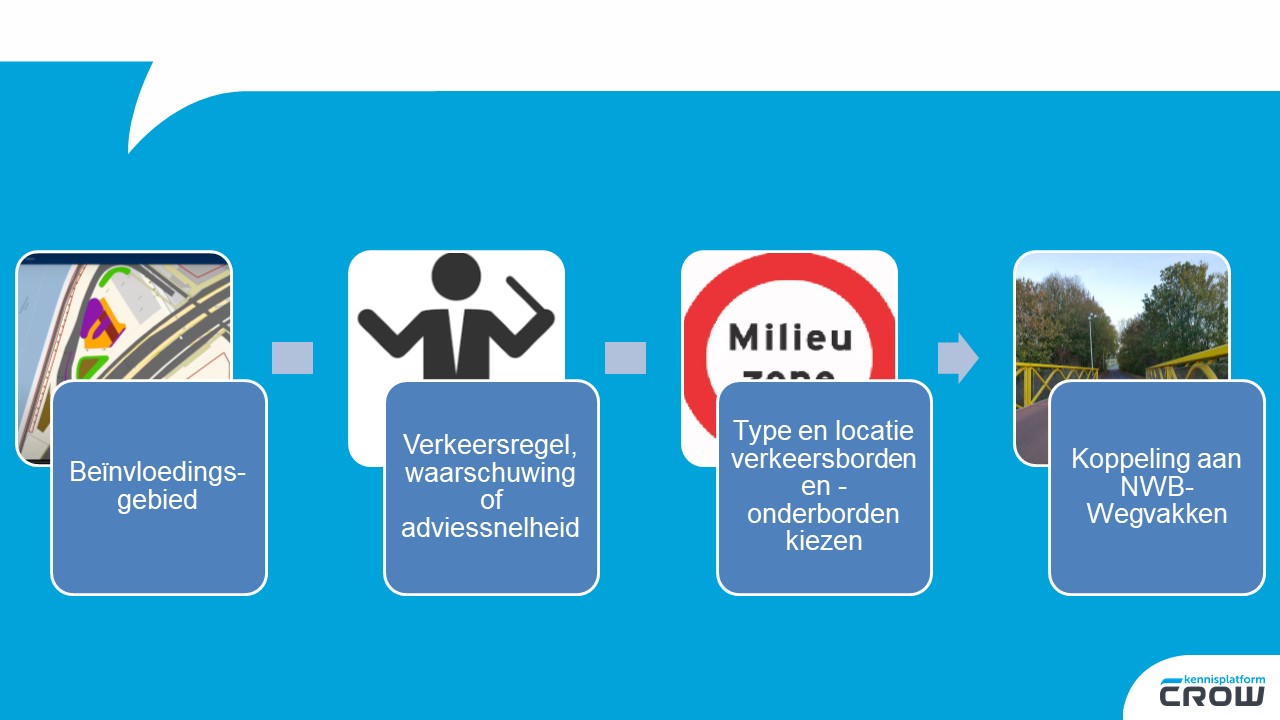 Milieu
zone
Beïnvloedings-
gebied
Verkeersregel,
waarschuwing
of
adviessnelheid
Type en locatie
verkeersborden
en -
onderborden
kiezen
Koppeling aan
NWB-
Wegvakken
kennisplatform
CROW